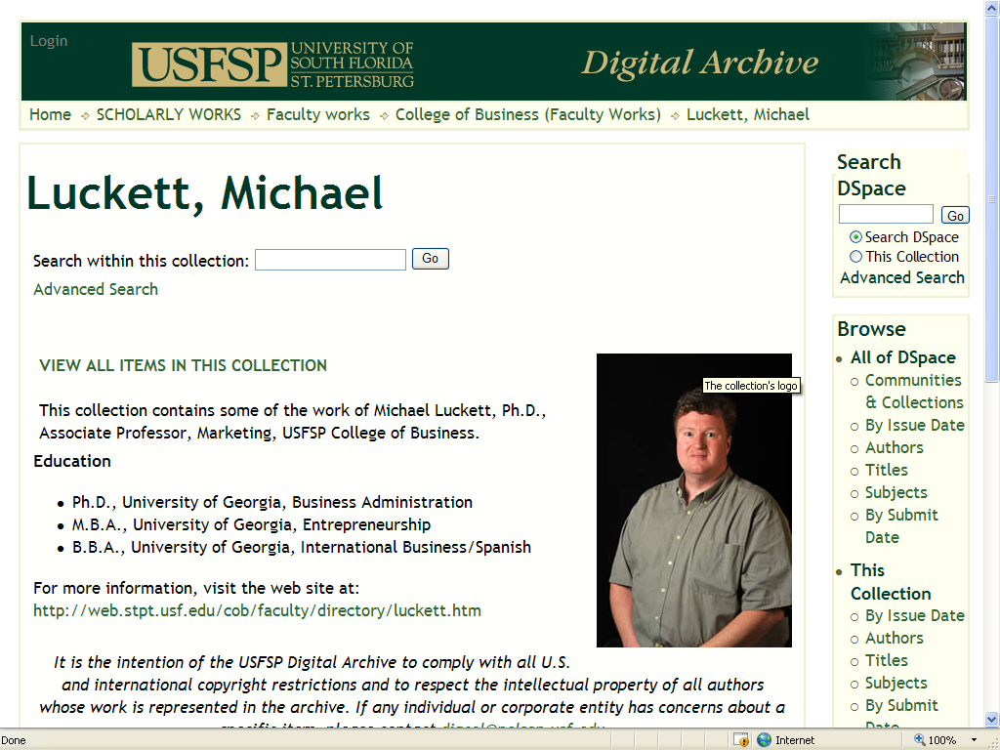 Login
USFSP UNIVERSITY OF
SOUTH FLORIDA
ST. PETERSBURG
Digital Archive
Home SCHOLARLY WORKS Faculty works College of Business (Faculty Works) Luckett, Michael
Luckett, Michael
Search within this collection: Go
Advanced Search
VIEW ALL ITEMS IN THIS COLLECTION
The collection's logo
This collection contains some of the work of Michael Luckett, Ph.D.,
Associate Professor, Marketing, USFSP College of Business.
Education
• Ph.D., University of Georgia, Business Administration
• M.B.A., University of Georgia, Entrepreneurship
• B.B.A., University of Georgia, International Business/Spanish
For more information, visit the web site at:
http://web.stpt.usf.edu/cob/faculty/directory/luckett.htm
It is the intention of the USFSP Digital Archive to comply with all U.S.
and international copyright restrictions and to respect the intellectual property of all authors
whose work is represented in the archive. If any individual or corporate entity has concerns about a
specific item, please contact
Search
DSpace
Go
Search DSpace
This Collection
Advanced Search
Browse
• All of DSpace
Communities
& Collections
By Issue Date
Authors
Titles
Subjects
By Submit
Date
• This
Collection
By Issue Date
Authors
Titles
Subjects
By Submit
Date
Done
Internet
100%